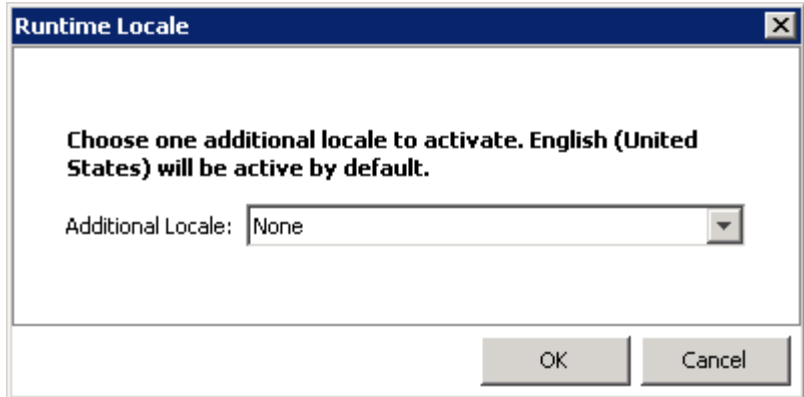 Runtime Locale
Choose one additional locale to activate. English (United
States) will be active by default.
Additional Locale: None
OK Cancel